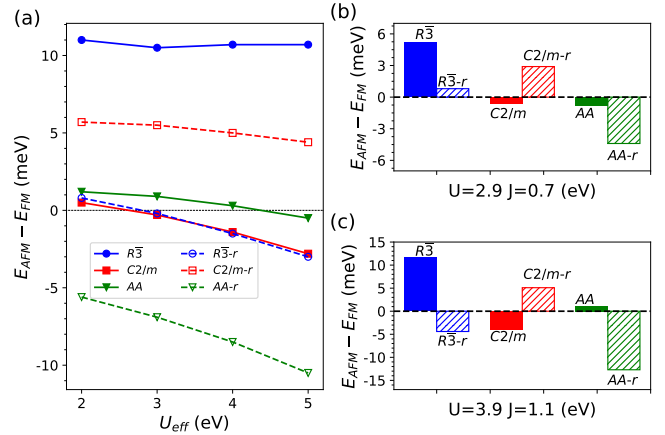 (a)
E_AFM − E_FM (meV)
10
5
0
-5
-10
R3̅
C2/m
AA
R3̅-r
C2/m-r
AA-r
2 3 4 5
U_eff (eV)
(b)
E_AFM − E_FM (meV)
6
3
0
-3
-6
R3̅
R3̅-r
C2/m
C2/m-r
AA
AA-r
U=2.9 J=0.7 (eV)
(c)
E_AFM − E_FM (meV)
15
10
5
0
-5
-10
-15
R3̅
R3̅-r
C2/m
C2/m-r
AA
AA-r
U=3.9 J=1.1 (eV)